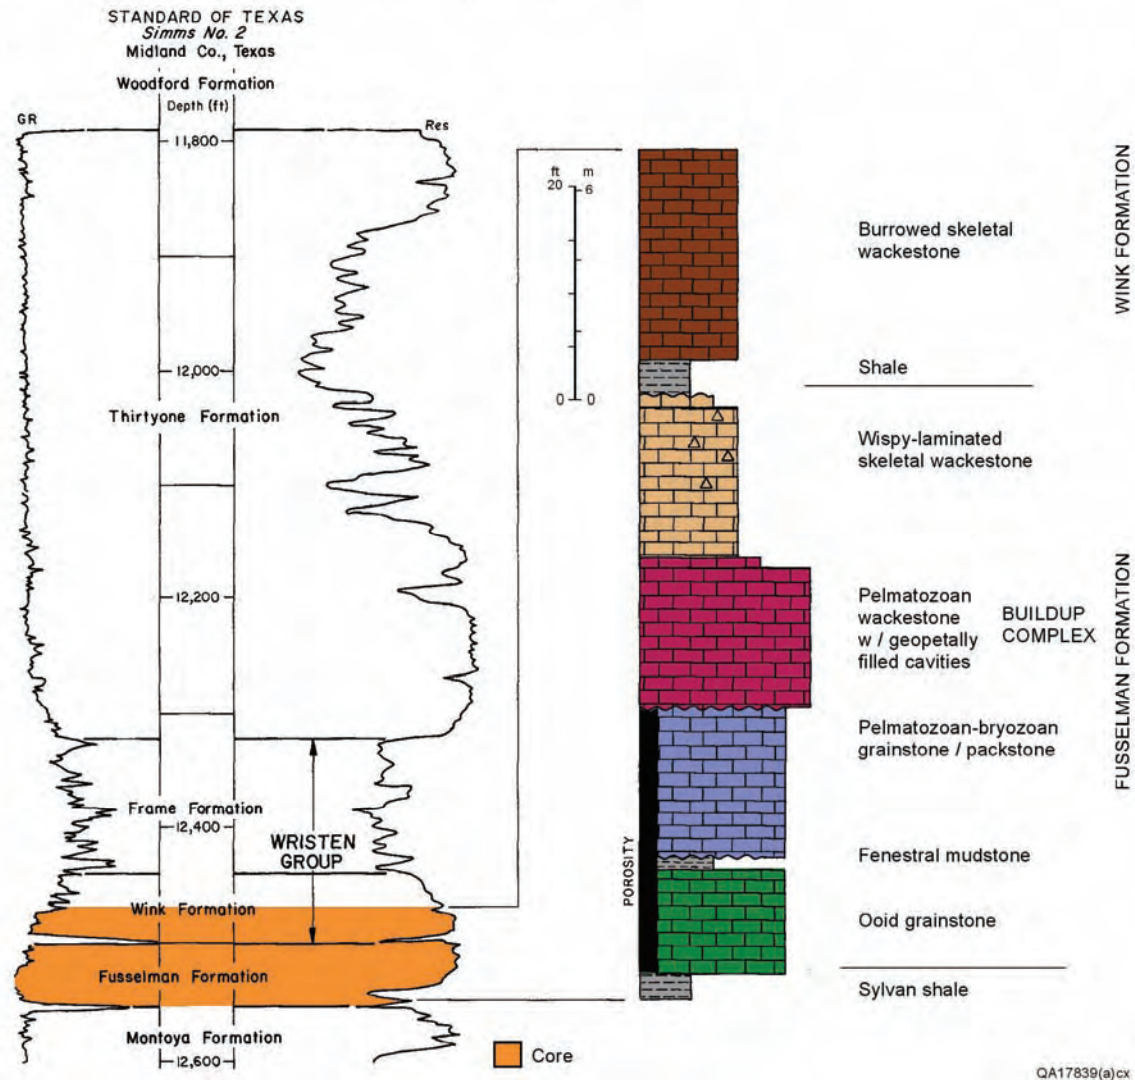 STANDARD OF TEXAS
Simms No. 2
Midland Co., Texas
Woodford Formation
Depth (ft)
GR
Res
11,800
12,000
Thirtyone Formation
12,200
Frame Formation
12,400
WRISTEN
GROUP
Wink Formation
Fusselman Formation
Montoya Formation
12,600
Core
ft m
20 6
0 0
POROSITY
Burrowed skeletal
wackestone
Shale
Wispy-laminated
skeletal wackestone
Pelmatozoan
wackestone
w / geopetally
filled cavities
BUILDUP
COMPLEX
Pelmatozoan-bryozoan
grainstone / packstone
Fenestral mudstone
Ooid grainstone
Sylvan shale
WINK FORMATION
FUSSELMAN FORMATION
QA17839(a)cx